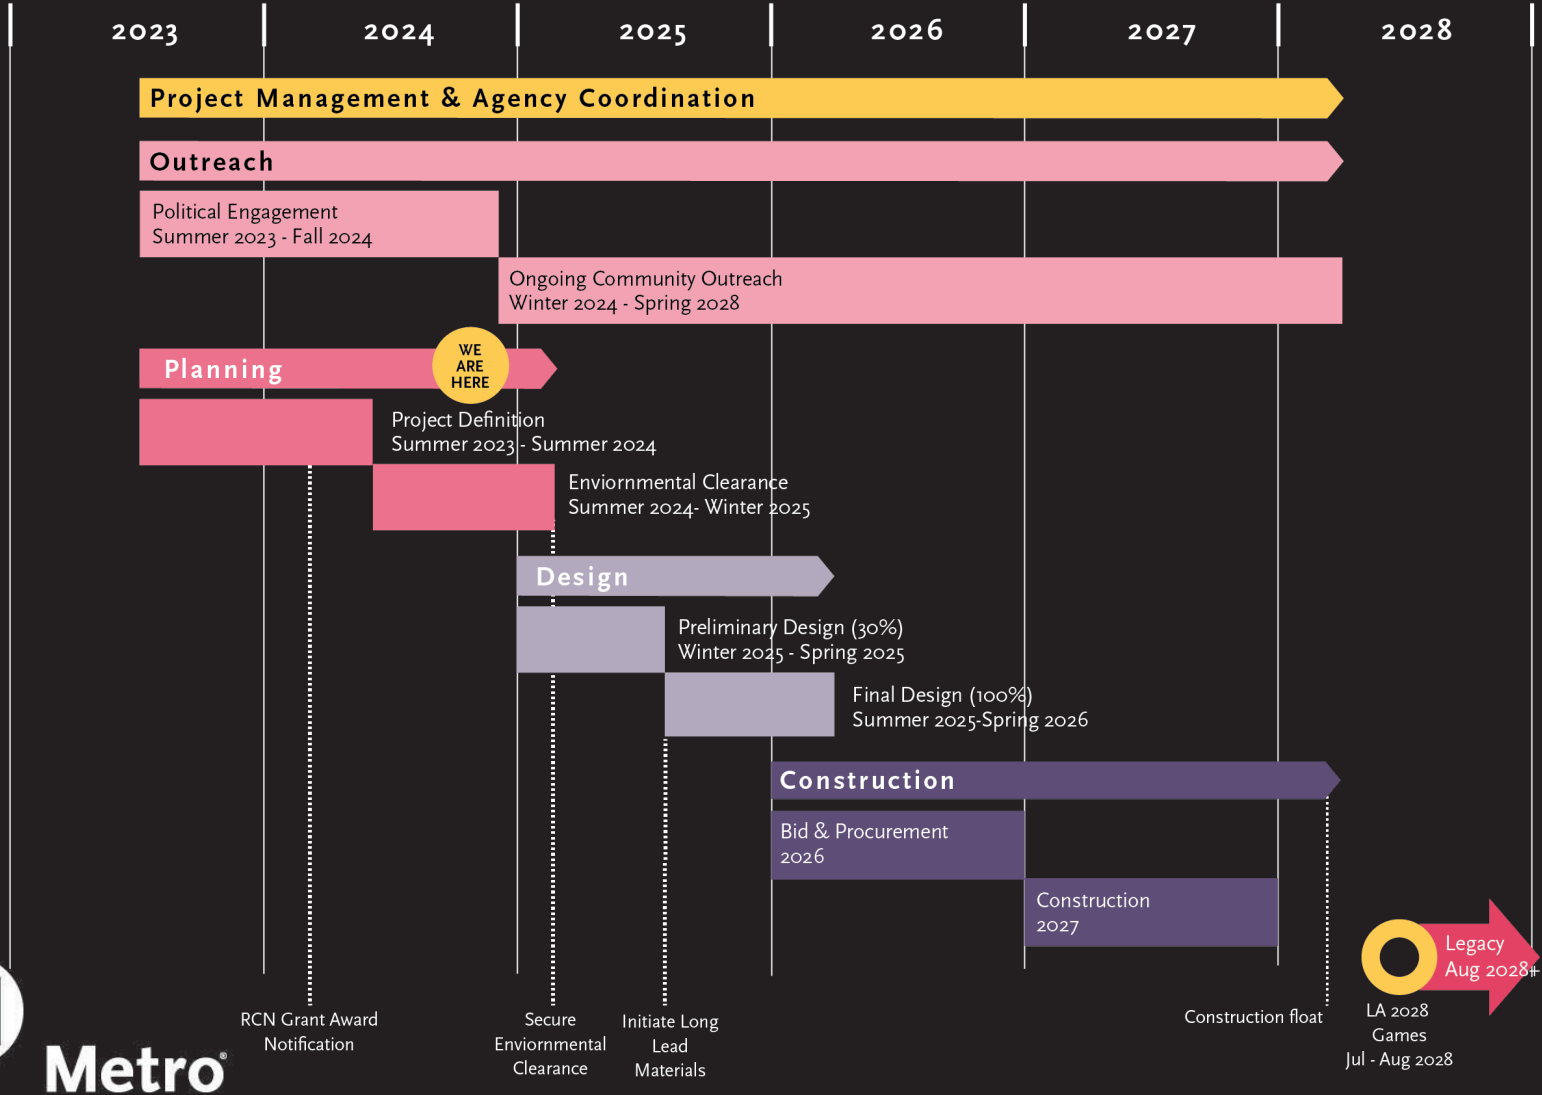 2023 2024 2025 2026 2027 2028
Project Management & Agency Coordination
Outreach
Political Engagement
Summer 2023 - Fall 2024
Ongoing Community Outreach
Winter 2024 - Spring 2028
Planning
WE
ARE
HERE
Project Definition
Summer 2023 - Summer 2024
Enviornmental Clearance
Summer 2024- Winter 2025
Design
Preliminary Design (30%)
Winter 2025 - Spring 2025
Final Design (100%)
Summer 2025-Spring 2026
Construction
Bid & Procurement
2026
Construction
2027
Legacy
Aug 2028+
RCN Grant Award
Notification
Secure
Enviornmental
Clearance
Initiate Long
Lead
Materials
Construction float
LA 2028
Games
Jul - Aug 2028
Metro®